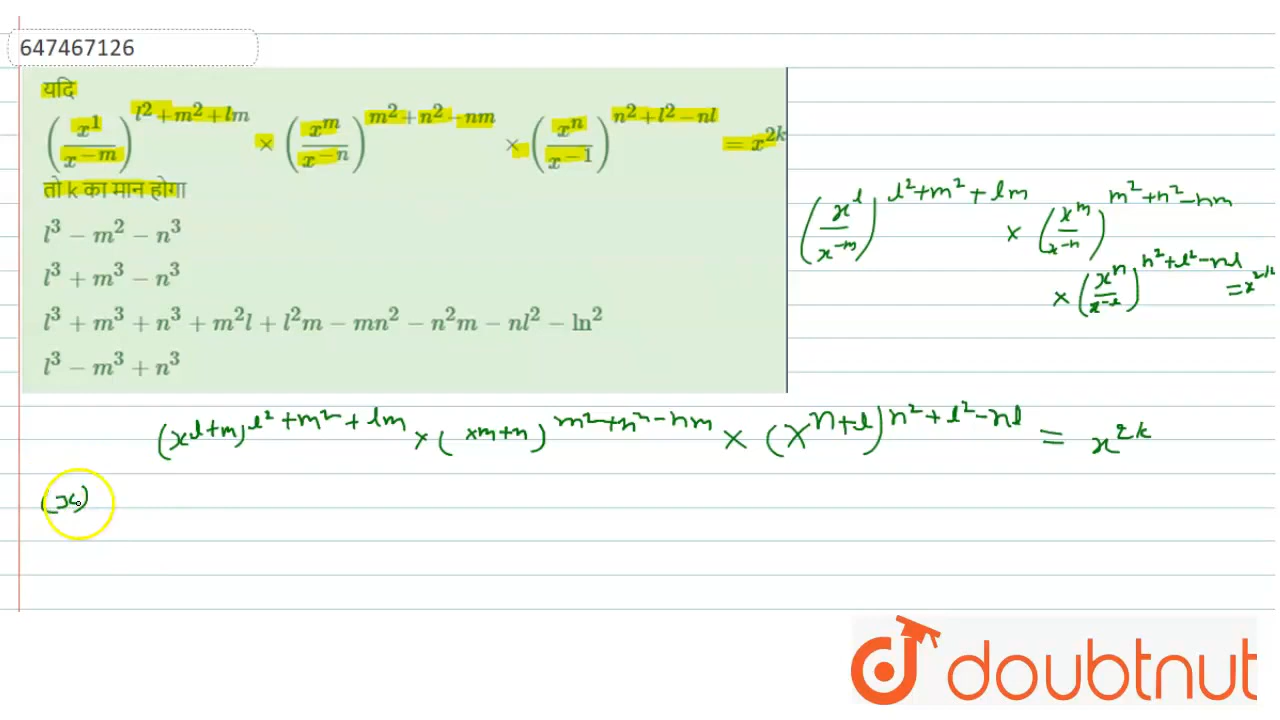 647467126
यदि
(x^1/x^−m)^(l^2+m^2+lm) × (x^m/x^−n)^(m^2+n^2−nm) × (x^n/x^−1)^(n^2+l^2−nl) = x^2k
तो k का मान होगा
l^3 − m^2 − n^3
l^3 + m^3 − n^3
l^3 + m^3 + n^3 + m^2l + l^2m − mn^2 − n^2m − nl^2 − ln^2
l^3 − m^3 + n^3
(x^l/x^−m)^(l^2+m^2+lm) × (x^m/x^−n)^(m^2+n^2−nm)
× (x^n/x^−l)^(n^2+l^2−nl) = x^2k
(x^l+m)^(l^2+m^2+lm) × (x^m+n)^(m^2+n^2−nm) × (x^n+l)^(n^2+l^2−nl) = x^2k
(x)
doubtnut